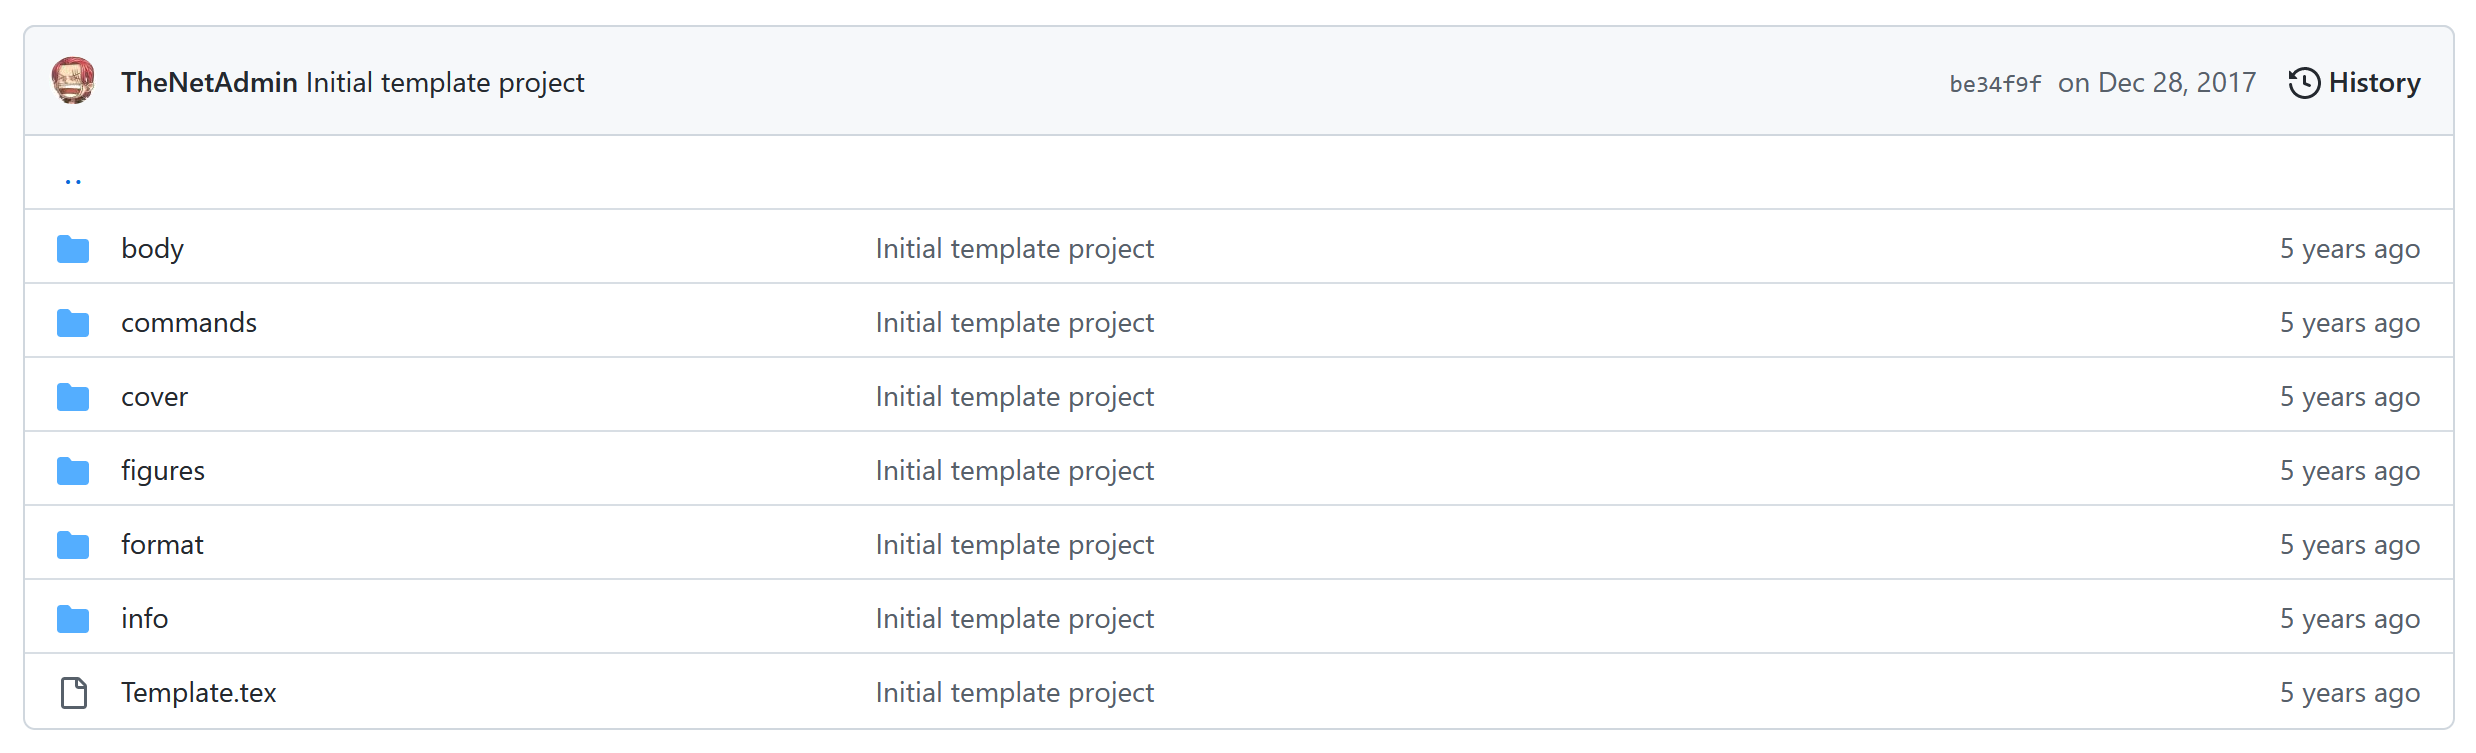 TheNetAdmin Initial template project be34f9f on Dec 28, 2017 History
..
body Initial template project 5 years ago
commands Initial template project 5 years ago
cover Initial template project 5 years ago
figures Initial template project 5 years ago
format Initial template project 5 years ago
info Initial template project 5 years ago
Template.tex Initial template project 5 years ago